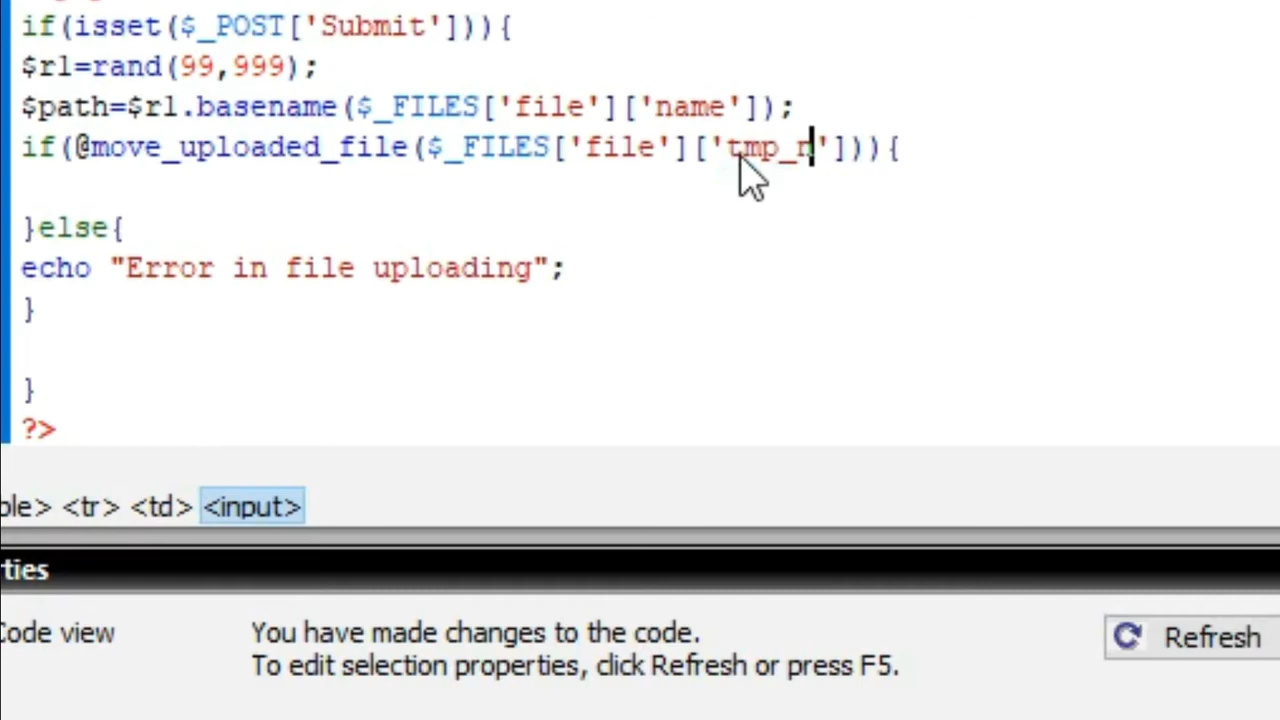 if(isset($_POST['Submit'])){
$rl=rand(99,999);
$path=$rl.basename($_FILES['file']['name']);
if(@move_uploaded_file($_FILES['file']['tmp_n'])){
}else{
echo "Error in file uploading";
}
}
?>
ble> <tr> <td> <input>
rties
Code view
You have made changes to the code.
To edit selection properties, click Refresh or press F5.
Refresh